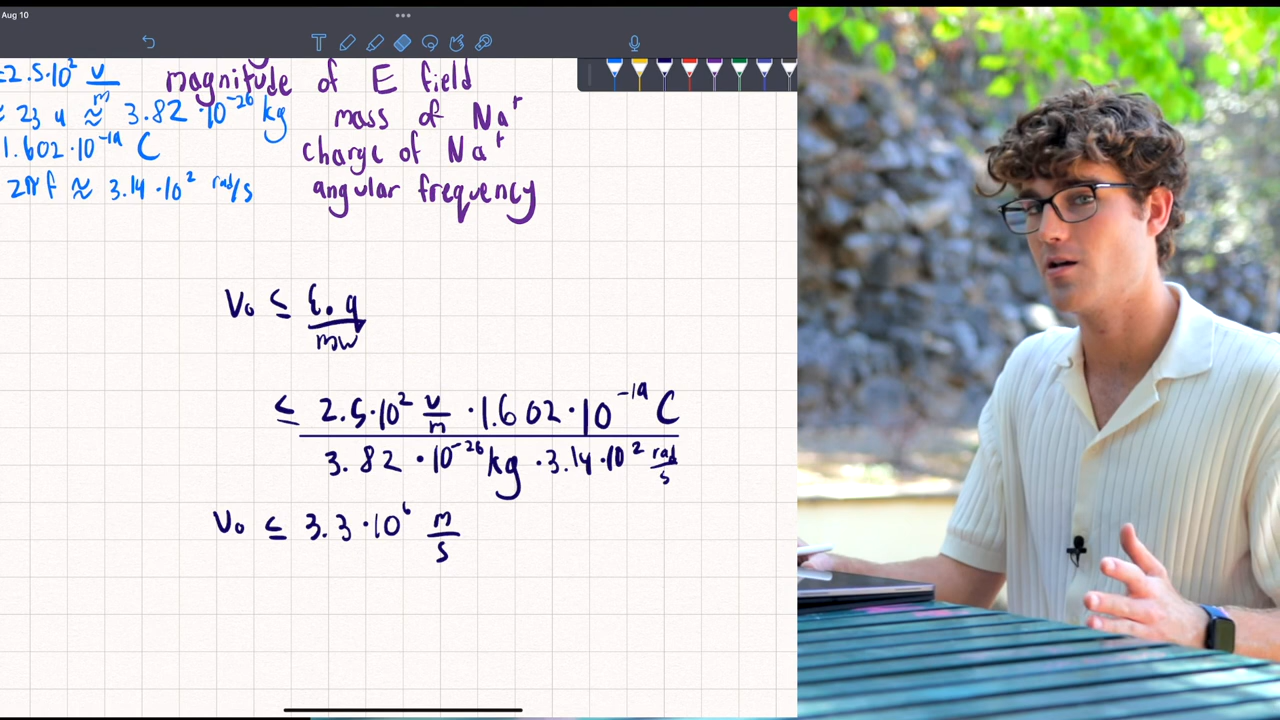 Aug 10
=2.5·10² V/m magnitude of E field
≈ 23 u ≈ 3.82·10⁻²⁶ kg mass of Na⁺
1.602·10⁻¹⁹ C charge of Na⁺
2πf ≈ 3.14·10² rad/s angular frequency
V₀ ≤ E₀q/mω
≤ 2.5·10² V/m · 1.602·10⁻¹⁹ C
3.82 · 10⁻²⁶ kg · 3.14·10² rad/s
V₀ ≤ 3.3·10⁶ m/s